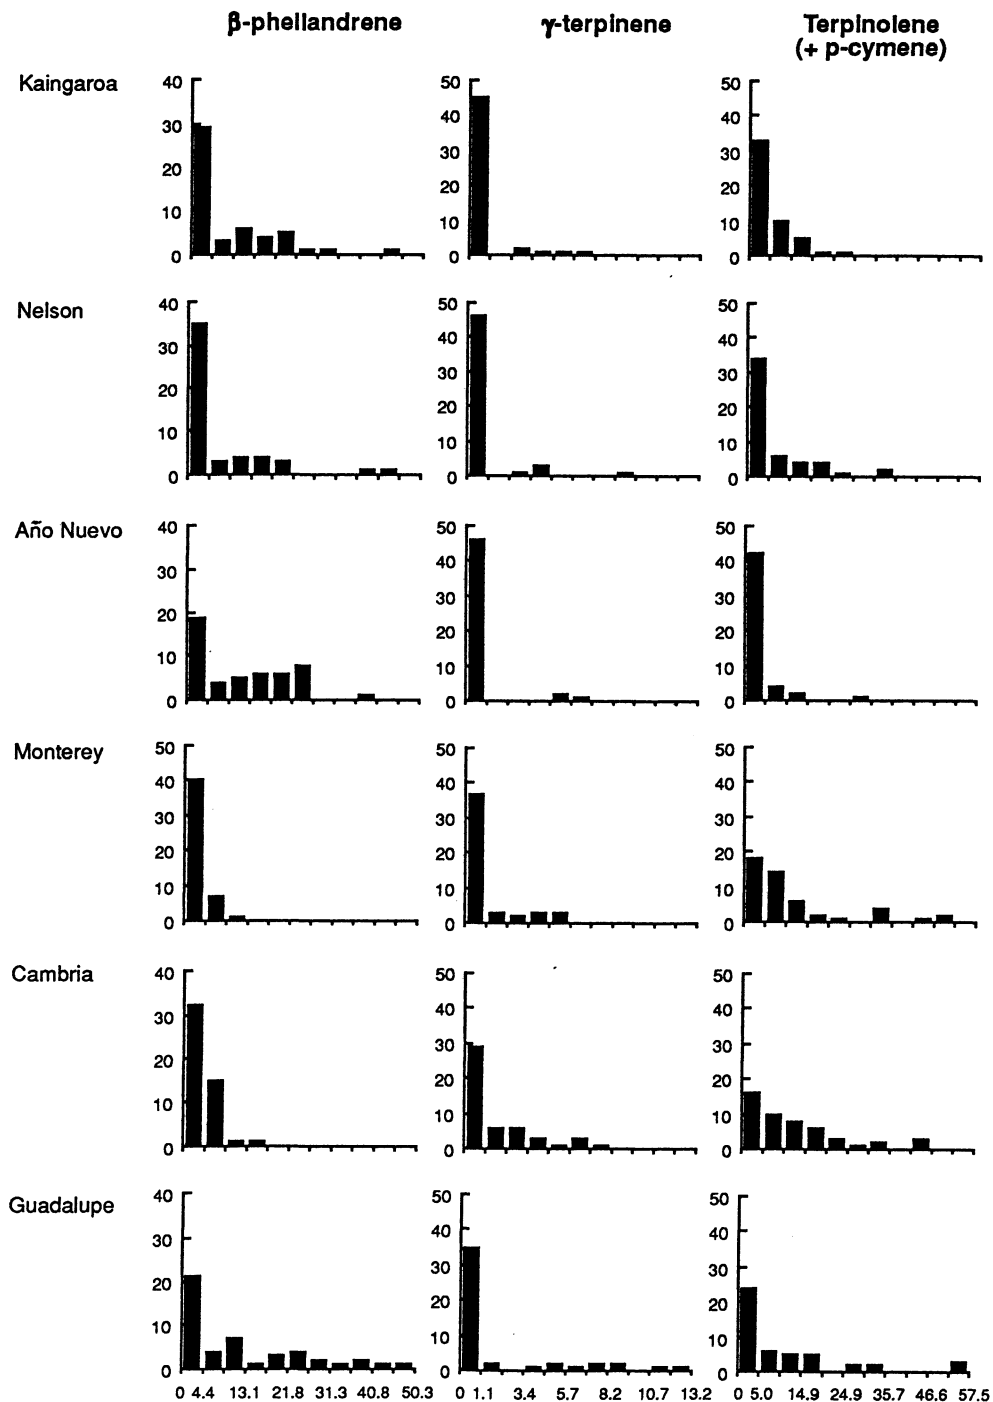 β-phellandrene γ-terpinene Terpinolene
(+ p-cymene)
Kaingaroa
40 30 20 10 0
50 40 30 20 10 0
50 40 30 20 10 0
Nelson
40 30 20 10 0
50 40 30 20 10 0
50 40 30 20 10 0
Año Nuevo
40 30 20 10 0
50 40 30 20 10 0
50 40 30 20 10 0
Monterey
50 40 30 20 10 0
50 40 30 20 10 0
50 40 30 20 10 0
Cambria
40 30 20 10 0
50 40 30 20 10 0
50 40 30 20 10 0
Guadalupe
40 30 20 10 0
50 40 30 20 10 0
50 40 30 20 10 0
0 4.4 13.1 21.8 31.3 40.8 50.3
0 1.1 3.4 5.7 8.2 10.7 13.2
0 5.0 14.9 24.9 35.7 46.6 57.5